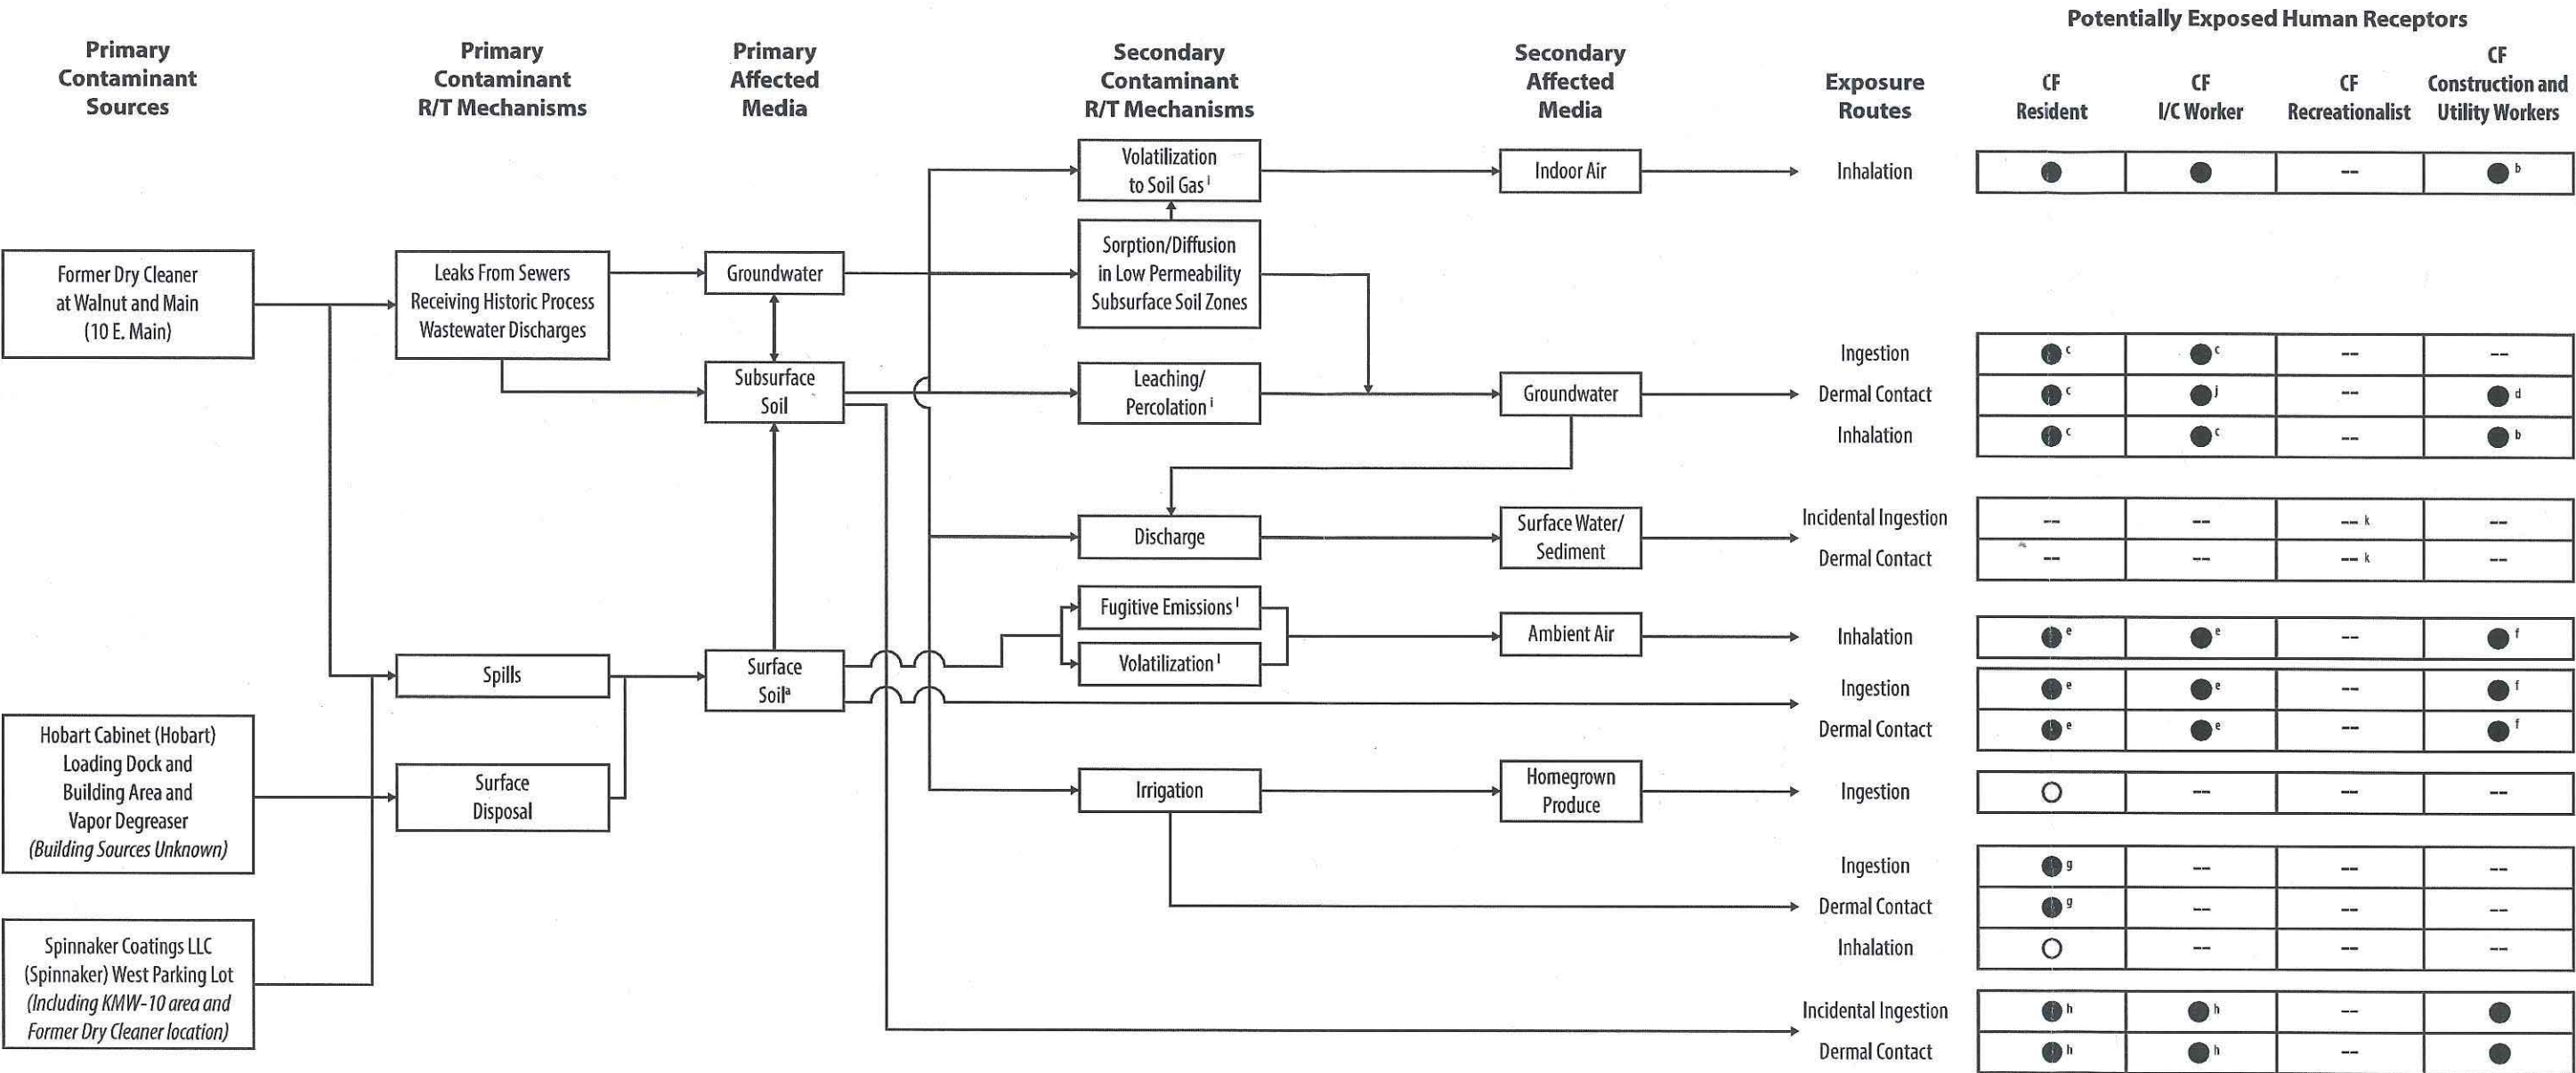 Potentially Exposed Human Receptors
Primary
Contaminant
Sources
Primary
Contaminant
R/T Mechanisms
Primary
Affected
Media
Secondary
Contaminant
R/T Mechanisms
Secondary
Affected
Media
Exposure
Routes
CF
Resident
CF
I/C Worker
CF
Recreationalist
CF
Construction and
Utility Workers
Former Dry Cleaner
at Walnut and Main
(10 E. Main)
Hobart Cabinet (Hobart)
Loading Dock and
Building Area and
Vapor Degreaser
(Building Sources Unknown)
Spinnaker Coatings LLC
(Spinnaker) West Parking Lot
(Including KMW-10 area and
Former Dry Cleaner location)
Leaks From Sewers
Receiving Historic Process
Wastewater Discharges
Spills
Surface
Disposal
Groundwater
Subsurface
Soil
Surface
Soil a
Volatilization
to Soil Gas l
Sorption/Diffusion
in Low Permeability
Subsurface Soil Zones
Leaching/
Percolation i
Discharge
Fugitive Emissions l
Volatilization l
Irrigation
Indoor Air
Groundwater
Surface Water/
Sediment
Ambient Air
Homegrown
Produce
Inhalation ● ● -- ● b
Ingestion ● c ● c -- --
Dermal Contact ● c ● j -- ● d
Inhalation ● c ● c -- ● b
Incidental Ingestion -- -- -- k --
Dermal Contact -- -- -- k --
Inhalation ● e ● e -- ● f
Ingestion ● e ● e -- ● f
Dermal Contact ● e ● e -- ● f
Ingestion ○ -- -- --
Ingestion ● g -- -- --
Dermal Contact ● g -- -- --
Inhalation ○ -- -- --
Incidental Ingestion ● h ● h -- ●
Dermal Contact ● h ● h -- ●